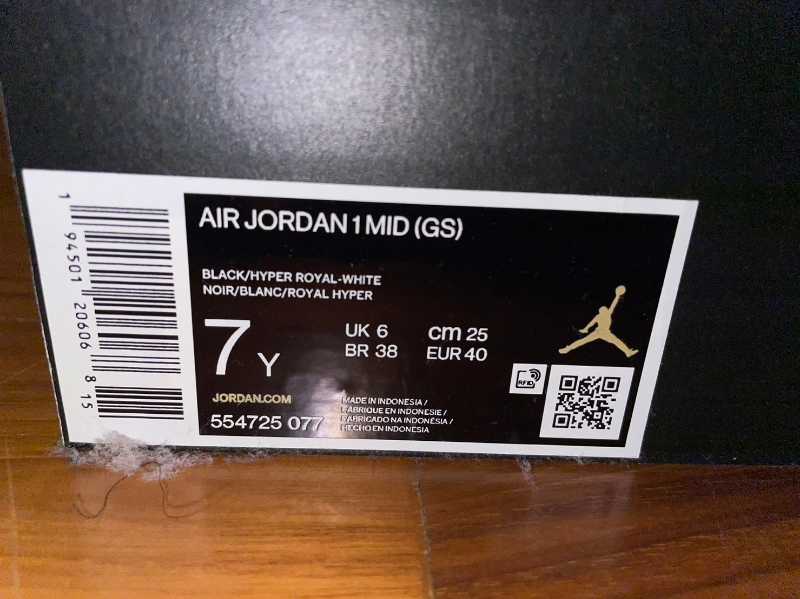 1 94501 20606 8 15
AIR JORDAN 1 MID (GS)
BLACK/HYPER ROYAL-WHITE
NOIR/BLANC/ROYAL HYPER
7 Y
UK 6 cm 25
BR 38 EUR 40
RFID
JORDAN.COM
554725 077
MADE IN INDONESIA /
FABRIQUE EN INDONESIE /
FABRICADO NA INDONÉSIA /
HECHO EN INDONESIA